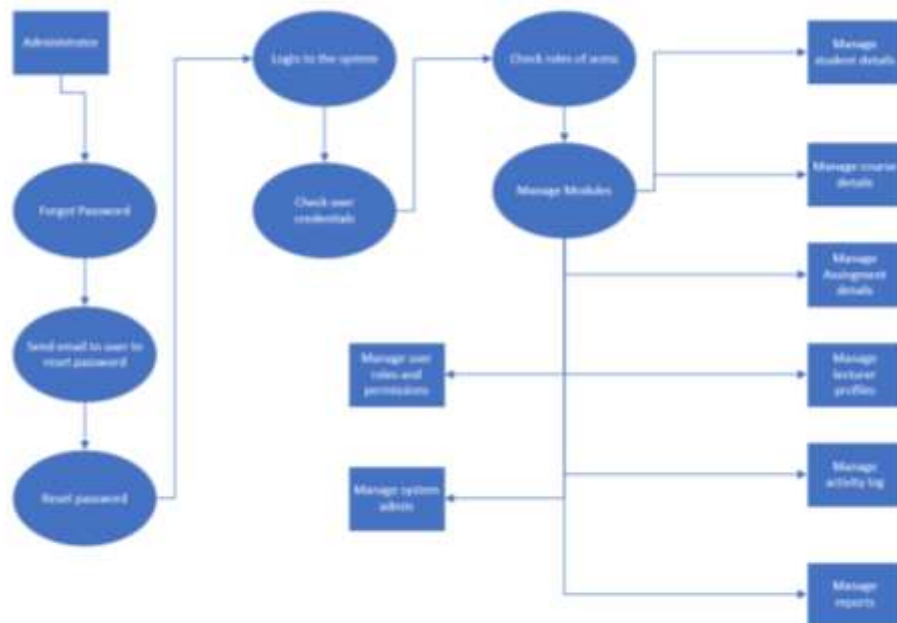 Administrator
Login to the system
Check roles of access
Manage
student details
Forgot Password
Check user
credentials
Manage Modules
Manage course
details
Manage
Assingment
details
Send email to user to
reset password
Manage user
roles and
permissions
Manage
lecturer
profiles
Reset password
Manage system
admin
Manage
activity log
Manage
reports